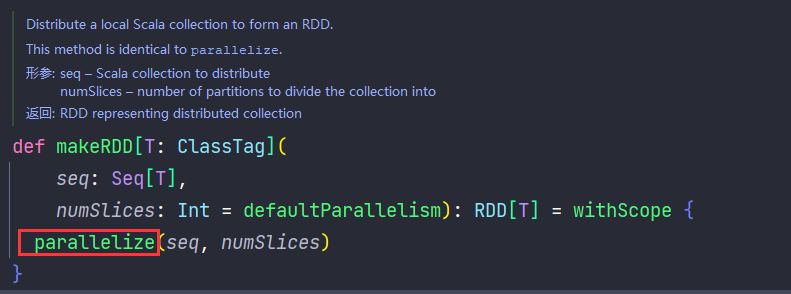 Distribute a local Scala collection to form an RDD.
This method is identical to parallelize.
形参: seq – Scala collection to distribute
numSlices – number of partitions to divide the collection into
返回: RDD representing distributed collection
def makeRDD[T: ClassTag](
seq: Seq[T],
numSlices: Int = defaultParallelism): RDD[T] = withScope {
parallelize(seq, numSlices)
}